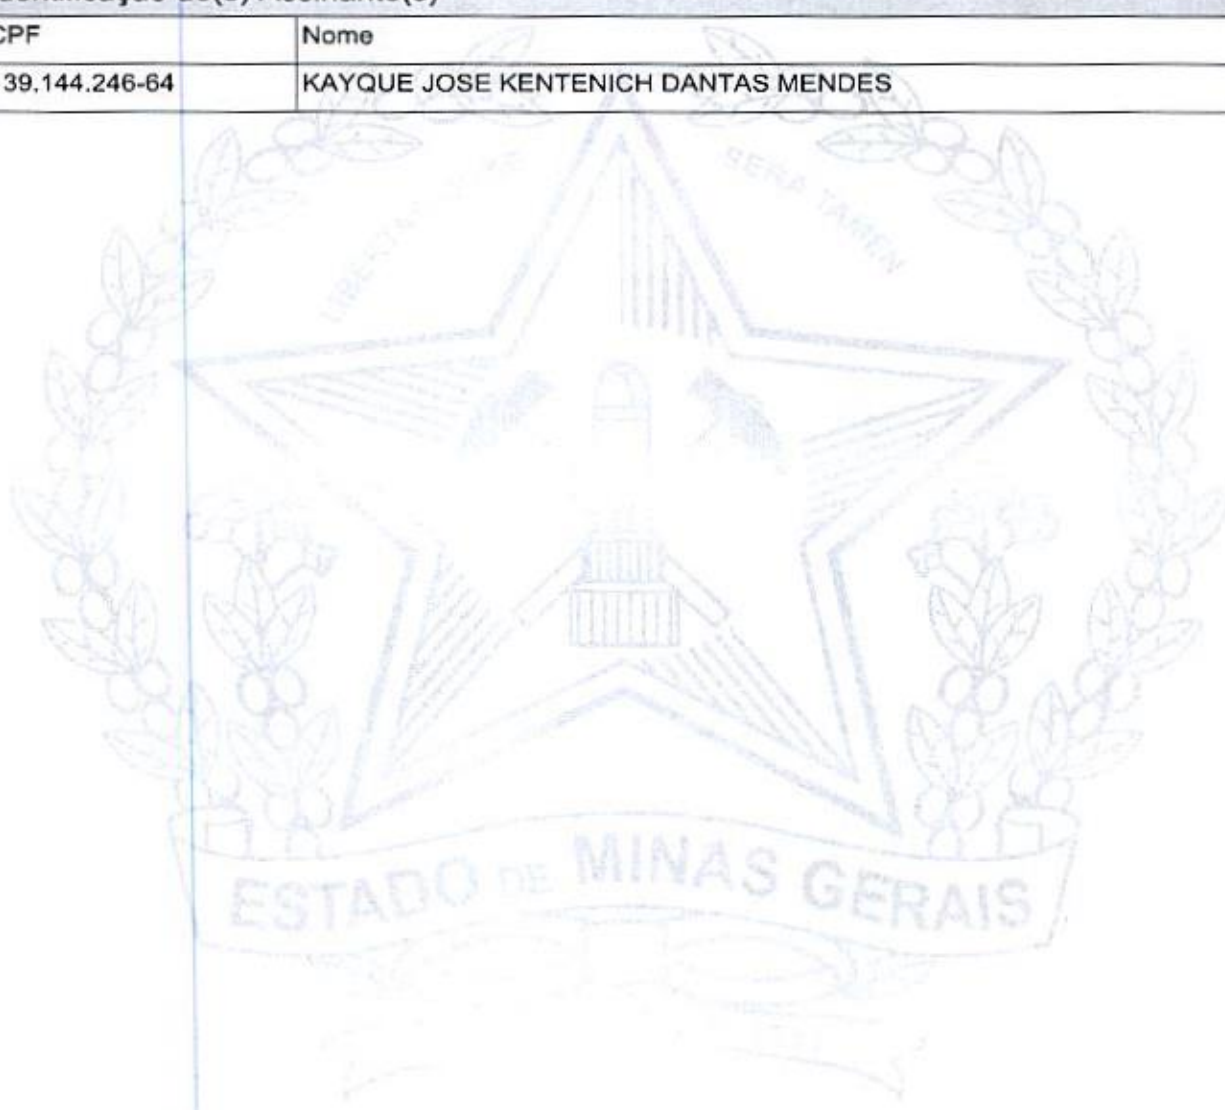 CPF Nome
39.144.246-64 KAYQUE JOSE KENTENICH DANTAS MENDES
SERA TAMEN
ESTADO DE MINAS GERAIS